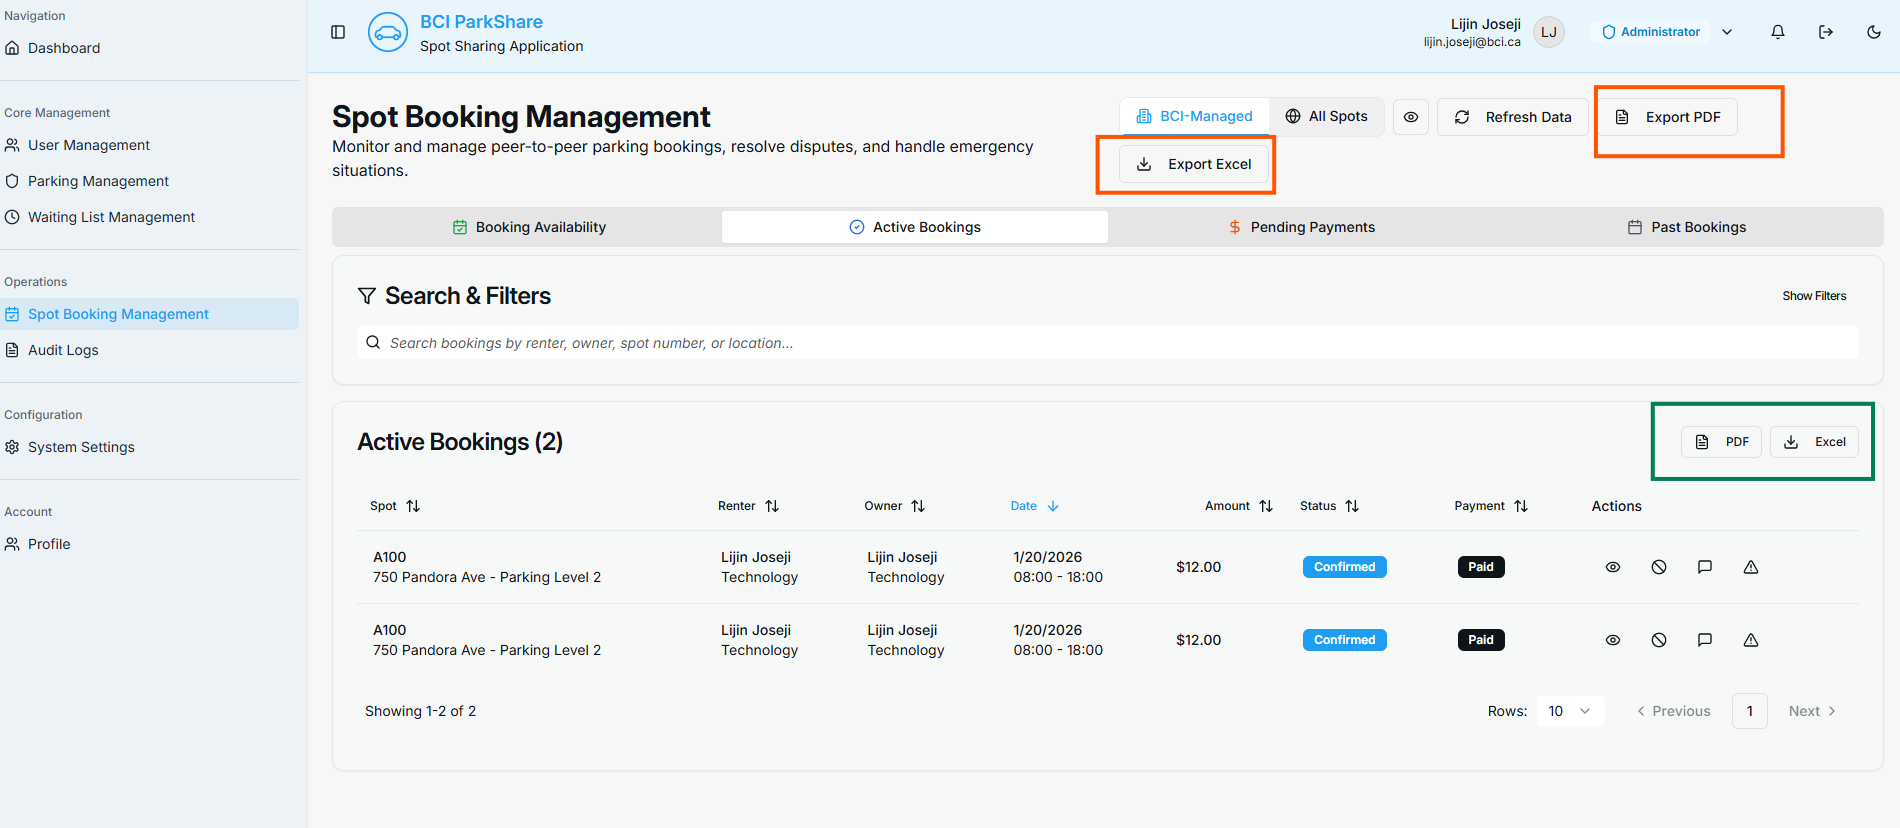 Navigation
Dashboard
Core Management
User Management
Parking Management
Waiting List Management
Operations
Spot Booking Management
Audit Logs
Configuration
System Settings
Account
Profile
BCI ParkShare
Spot Sharing Application
Lijin Joseji
lijin.joseji@bci.ca
LJ
Administrator
Spot Booking Management
Monitor and manage peer-to-peer parking bookings, resolve disputes, and handle emergency
situations.
BCI-Managed All Spots Refresh Data Export PDF
Export Excel
Booking Availability Active Bookings Pending Payments Past Bookings
Search & Filters Show Filters
Search bookings by renter, owner, spot number, or location...
Active Bookings (2) PDF Excel
Spot Renter Owner Date Amount Status Payment Actions
A100 Lijin Joseji Lijin Joseji 1/20/2026 $12.00 Confirmed Paid
750 Pandora Ave - Parking Level 2 Technology Technology 08:00 - 18:00
A100 Lijin Joseji Lijin Joseji 1/20/2026 $12.00 Confirmed Paid
750 Pandora Ave - Parking Level 2 Technology Technology 08:00 - 18:00
Showing 1-2 of 2 Rows: 10 Previous 1 Next